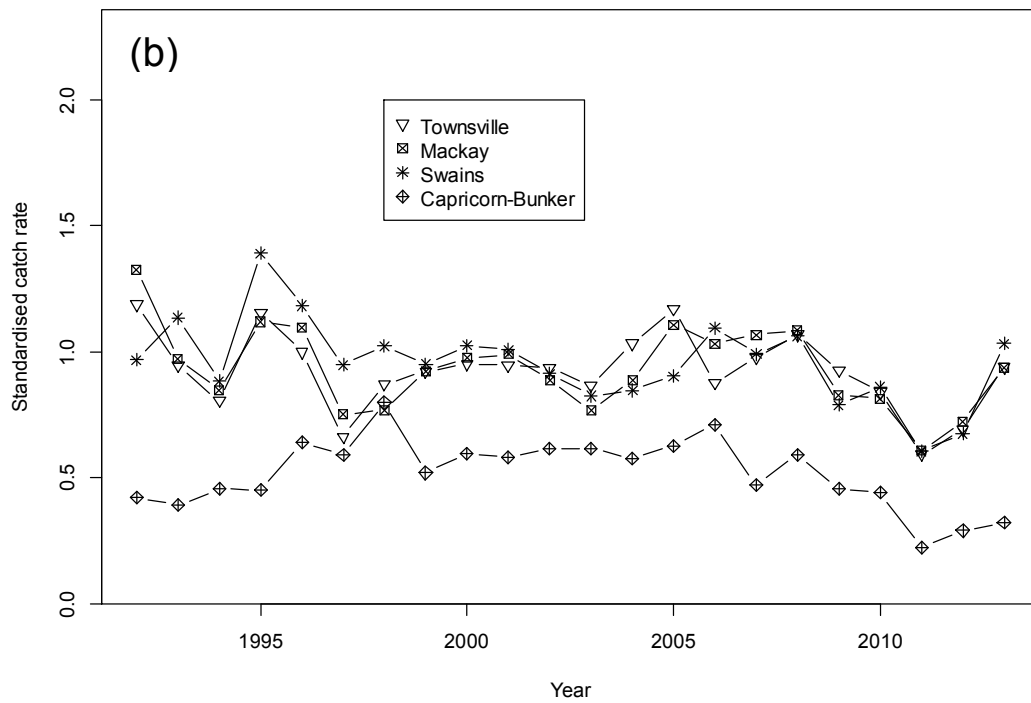 (b)
Townsville
Mackay
Swains
Capricorn-Bunker
Standardised catch rate
2.0
1.5
1.0
0.5
0.0
1995 2000 2005 2010
Year